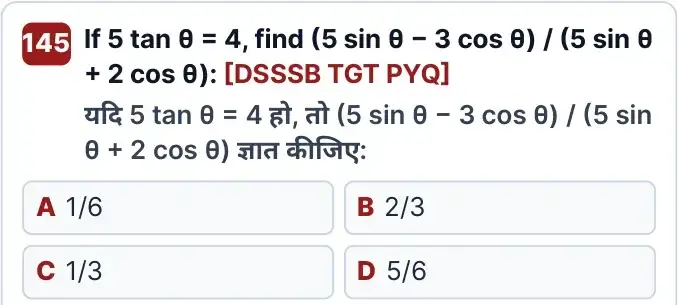 145 If 5 tan θ = 4, find (5 sin θ − 3 cos θ) / (5 sin θ
+ 2 cos θ): [DSSSB TGT PYQ]
यदि 5 tan θ = 4 हो, तो (5 sin θ − 3 cos θ) / (5 sin
θ + 2 cos θ) ज्ञात कीजिए:
A 1/6
B 2/3
C 1/3
D 5/6